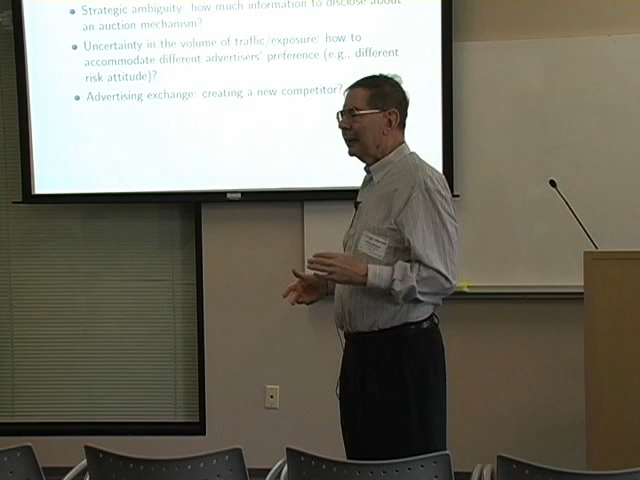 Strategic ambiguity: how much information to disclose about
an auction mechanism?
Uncertainty in the volume of traffic/exposure: how to
accommodate different advertisers' preference (e.g., different
risk attitude)?
Advertising exchange: creating a new competitor?